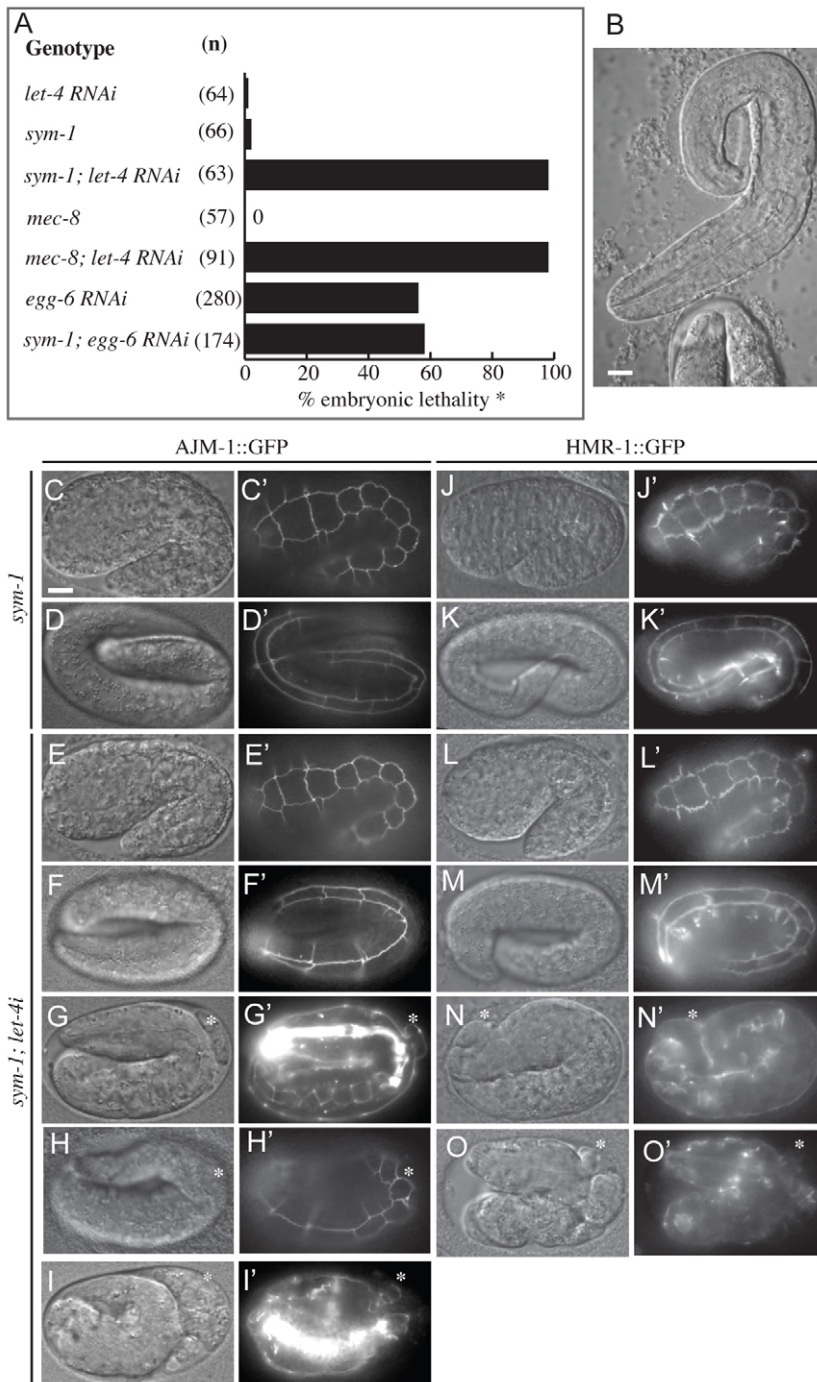 A
Genotype (n)
let-4 RNAi (64)
sym-1 (66)
sym-1; let-4 RNAi (63)
mec-8 (57) 0
mec-8; let-4 RNAi (91)
egg-6 RNAi (280)
sym-1; egg-6 RNAi (174)
0 20 40 60 80 100
% embryonic lethality *
B
AJM-1::GFP HMR-1::GFP
sym-1
C C' J J'
D D' K K'
sym-1; let-4i
E E' L L'
F F' M M'
G * G' * N * N' *
H * H' * O * O' *
I * I' *